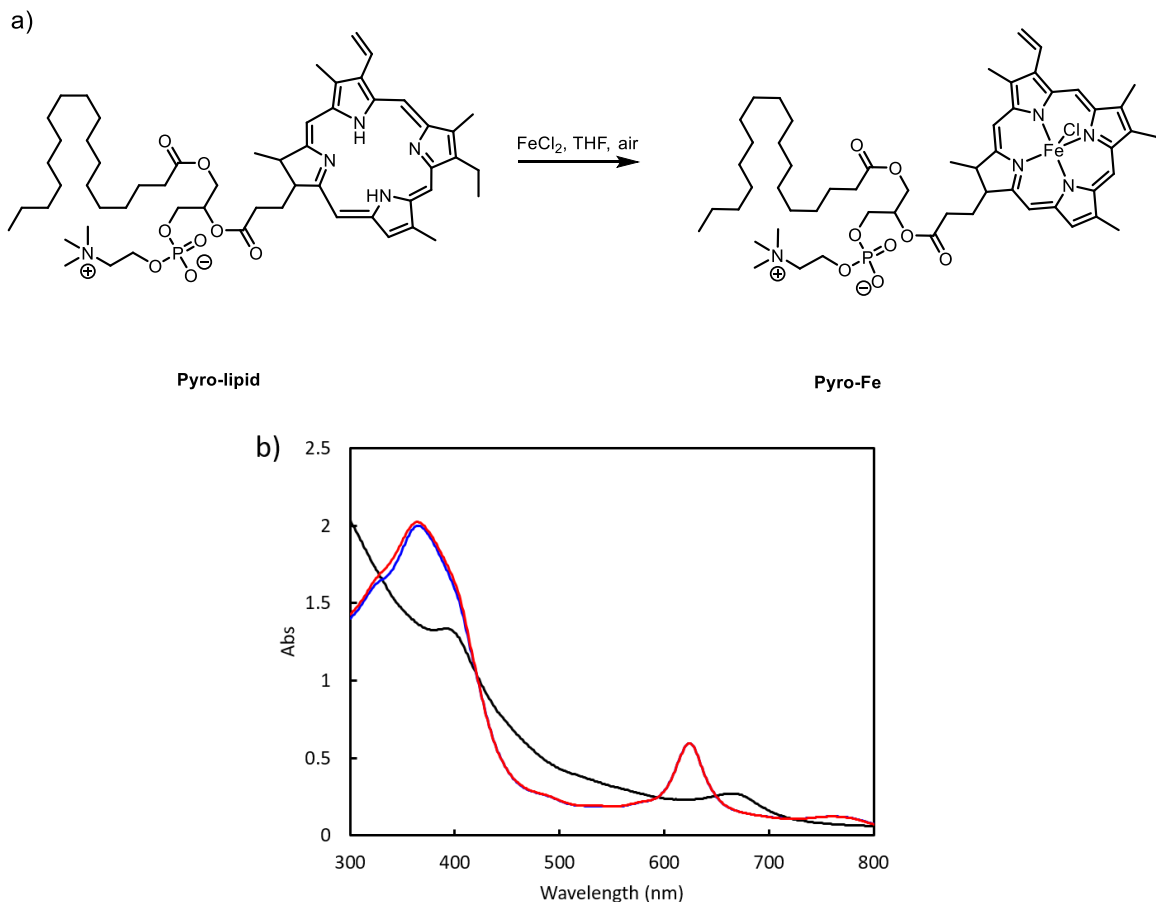 a)
O
O
O
O
O
P
O
O
⊖
N
⊕
N
H
N
N
HN
FeCl2, THF, air
O
O
O
O
O
P
O
O
⊖
N
⊕
N
Cl
N
Fe
N
N
Pyro-lipid
Pyro-Fe
b)
2.5
2
1.5
1
0.5
0
Abs
300
400
500
600
700
800
Wavelength (nm)